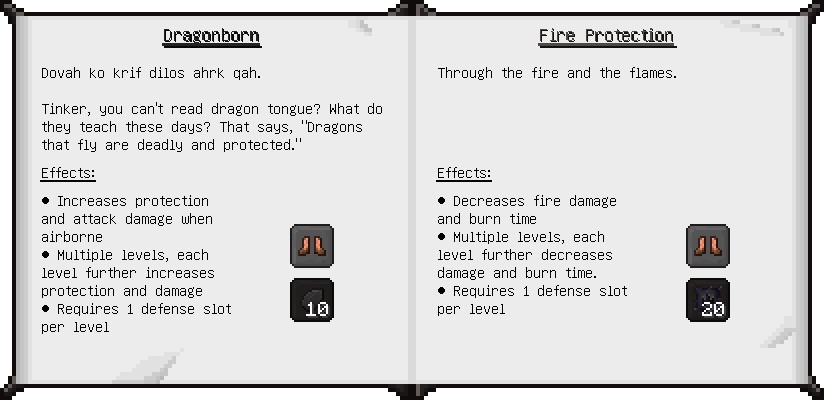 Dragonborn
Dovah ko krif dilos ahrk qah.
Tinker, you can't read dragon tongue? What do
they teach these days? That says, "Dragons
that fly are deadly and protected."
Effects:
• Increases protection
and attack damage when
airborne
• Multiple levels, each
level further increases
protection and damage
• Requires 1 defense slot
per level
10
Fire Protection
Through the fire and the flames.
Effects:
• Decreases fire damage
and burn time
• Multiple levels, each
level further decreases
damage and burn time.
• Requires 1 defense slot
per level
20